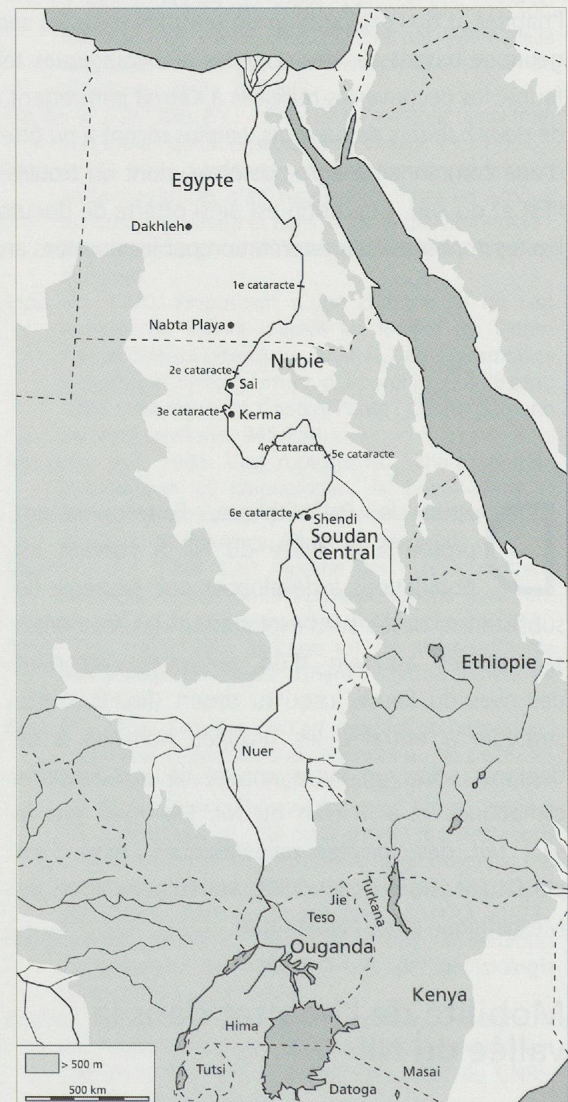 Egypte
Dakhleh
1e cataracte
Nabta Playa
Nubie
2e cataracte
Sai
3e cataracte
Kerma
4e cataracte
5e cataracte
6e cataracte
Shendi
Soudan
central
Ethiopie
Nuer
Jie
Turkana
Teso
Ouganda
Kenya
Hima
Tutsi
Masai
Datoga
> 500 m
500 km